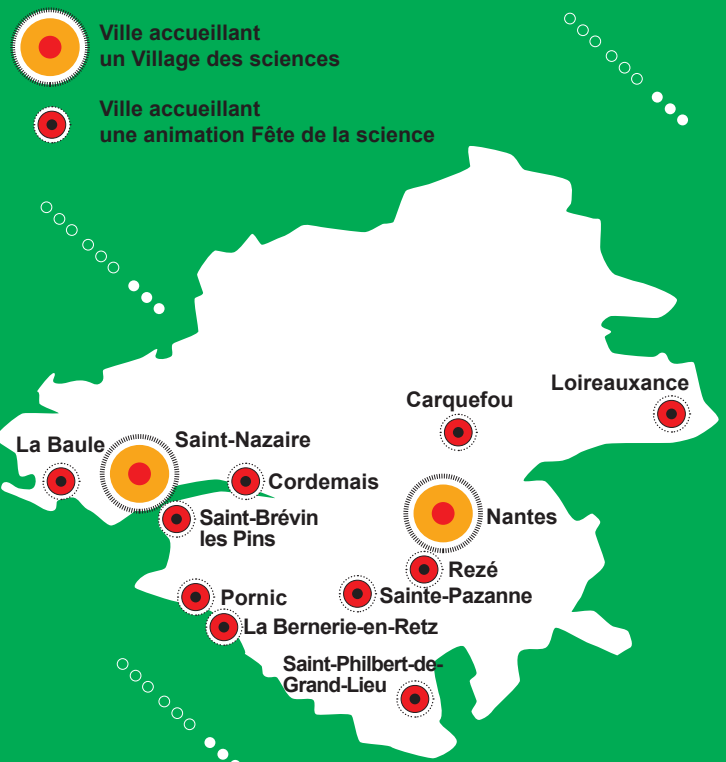 Ville accueillant
un Village des sciences
Ville accueillant
une animation Fête de la science
Loireauxance
Carquefou
La Baule
Saint-Nazaire
Cordemais
Saint-Brévin
les Pins
Nantes
Rezé
Pornic
Sainte-Pazanne
La Bernerie-en-Retz
Saint-Philbert-de-
Grand-Lieu